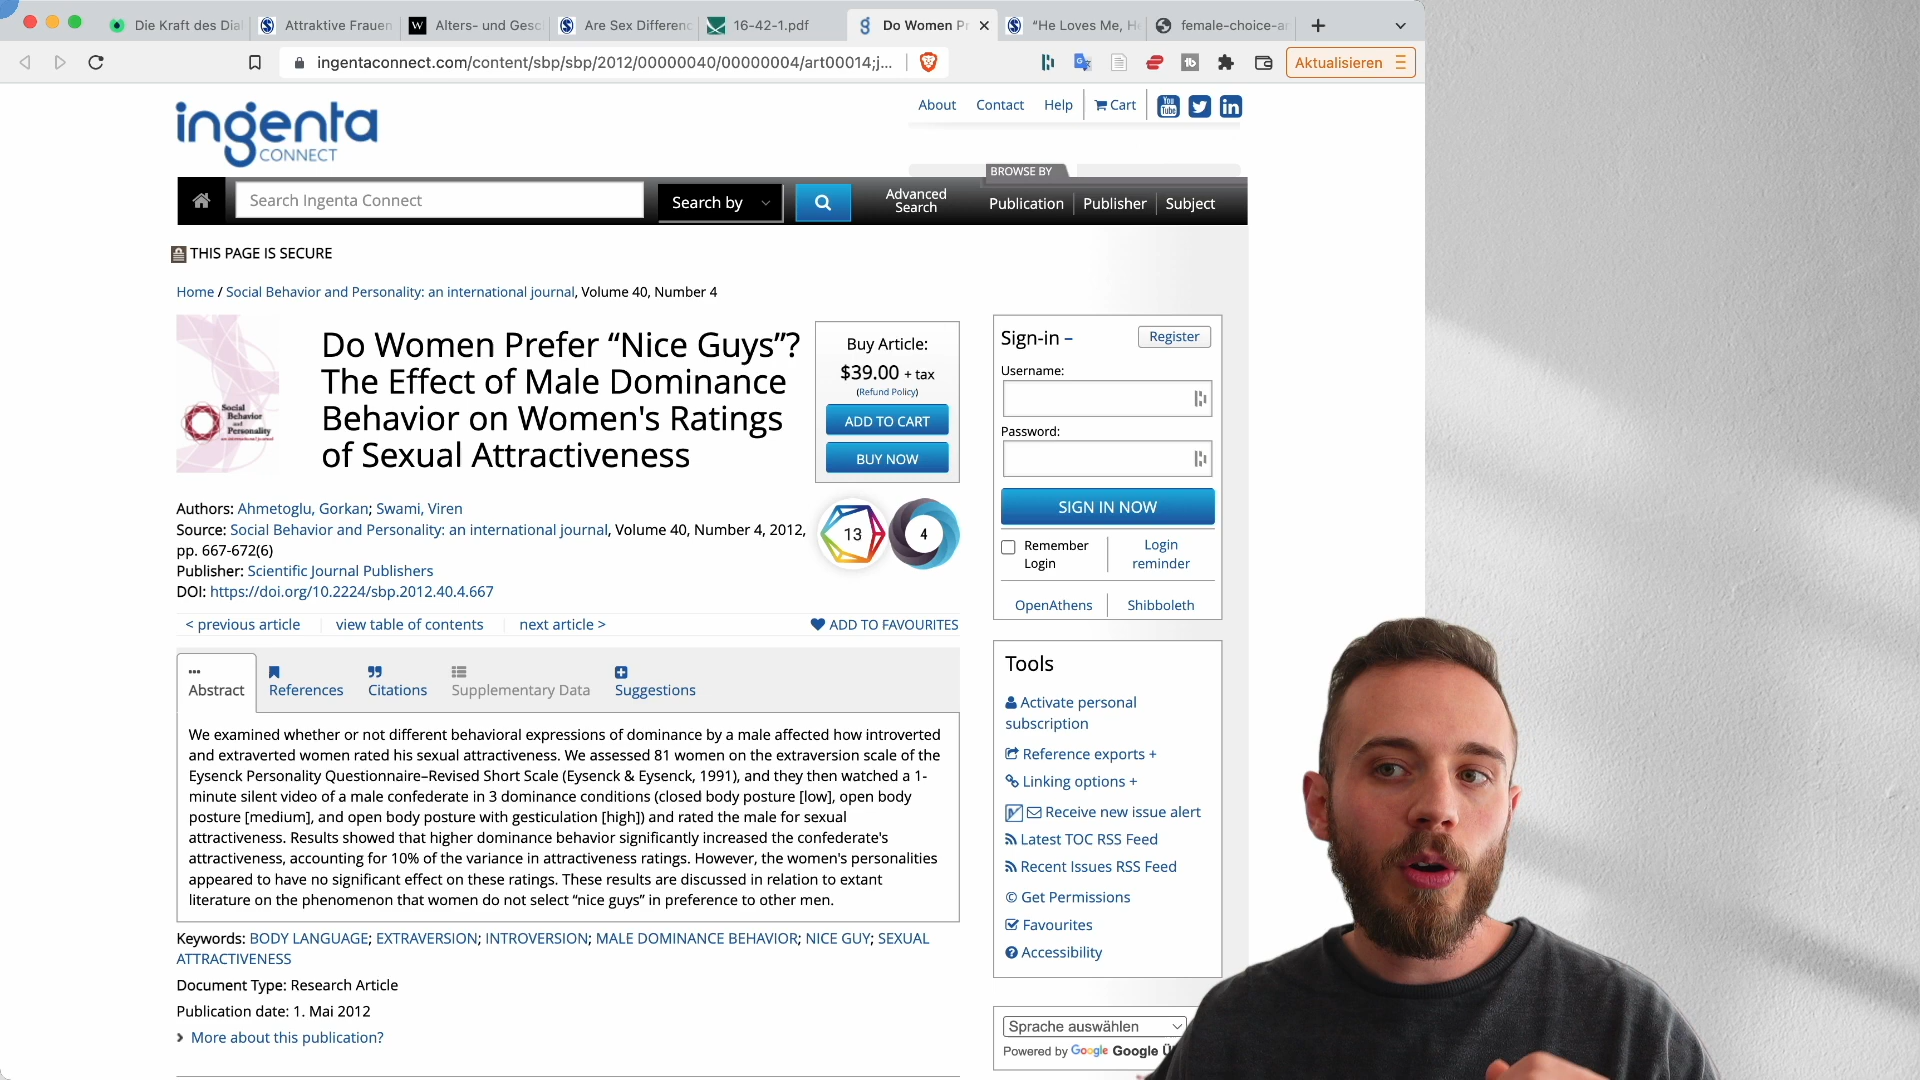 Die Kraft des Dia
Attraktive Frauen
Alters- und Gesc
Are Sex Differenc
16-42-1.pdf
Do Women Pr
"He Loves Me, H
female-choice-ar
ingentaconnect.com/content/sbp/sbp/2012/00000040/00000004/art00014;j...
Aktualisieren
ingenta
CONNECT
About
Contact
Help
Cart
You
Tube
BROWSE BY
Search Ingenta Connect
Search by
Advanced
Search
Publication
Publisher
Subject
THIS PAGE IS SECURE
Home / Social Behavior and Personality: an international journal, Volume 40, Number 4
Social
Behavior
and
Personality
Do Women Prefer “Nice Guys”?
The Effect of Male Dominance
Behavior on Women's Ratings
of Sexual Attractiveness
Buy Article:
$39.00 + tax
(Refund Policy)
ADD TO CART
BUY NOW
Authors: Ahmetoglu, Gorkan; Swami, Viren
Source: Social Behavior and Personality: an international journal, Volume 40, Number 4, 2012,
pp. 667-672(6)
Publisher: Scientific Journal Publishers
DOI: https://doi.org/10.2224/sbp.2012.40.4.667
13
4
< previous article
view table of contents
next article >
ADD TO FAVOURITES
Abstract
References
Citations
Supplementary Data
Suggestions
We examined whether or not different behavioral expressions of dominance by a male affected how introverted
and extraverted women rated his sexual attractiveness. We assessed 81 women on the extraversion scale of the
Eysenck Personality Questionnaire–Revised Short Scale (Eysenck & Eysenck, 1991), and they then watched a 1-
minute silent video of a male confederate in 3 dominance conditions (closed body posture [low], open body
posture [medium], and open body posture with gesticulation [high]) and rated the male for sexual
attractiveness. Results showed that higher dominance behavior significantly increased the confederate's
attractiveness, accounting for 10% of the variance in attractiveness ratings. However, the women's personalities
appeared to have no significant effect on these ratings. These results are discussed in relation to extant
literature on the phenomenon that women do not select “nice guys” in preference to other men.
Keywords: BODY LANGUAGE; EXTRAVERSION; INTROVERSION; MALE DOMINANCE BEHAVIOR; NICE GUY; SEXUAL
ATTRACTIVENESS
Document Type: Research Article
Publication date: 1. Mai 2012
More about this publication?
Sign-in –
Register
Username:
Password:
SIGN IN NOW
Remember
Login
Login
reminder
OpenAthens
Shibboleth
Tools
Activate personal
subscription
Reference exports +
Linking options +
Receive new issue alert
Latest TOC RSS Feed
Recent Issues RSS Feed
© Get Permissions
Favourites
Accessibility
Sprache auswählen
Powered by Google Google Ü